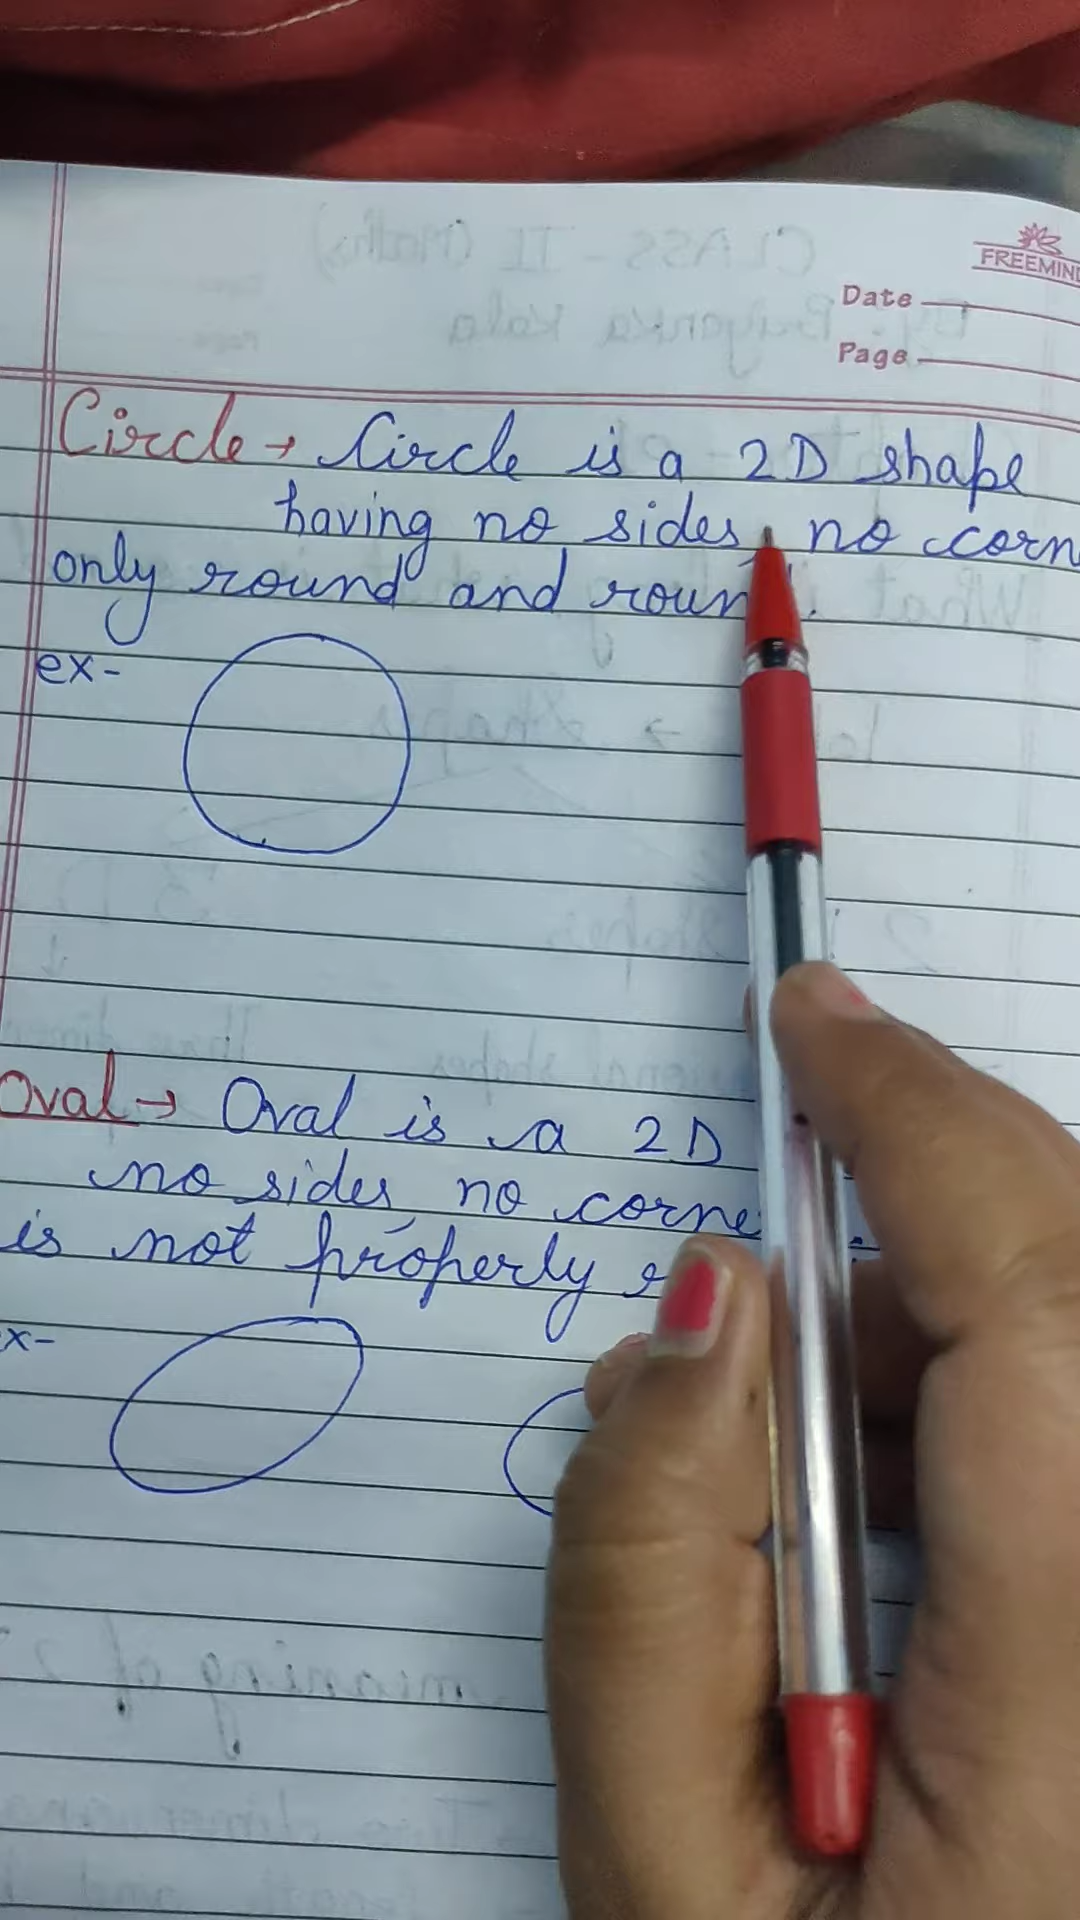 FREEMIND
Date
Page
Circle → Circle is a 2D shape
having no sides, no corn
only round and round.
ex-
Oval → Oval is a 2D
no sides, no corne
is not properly
x-